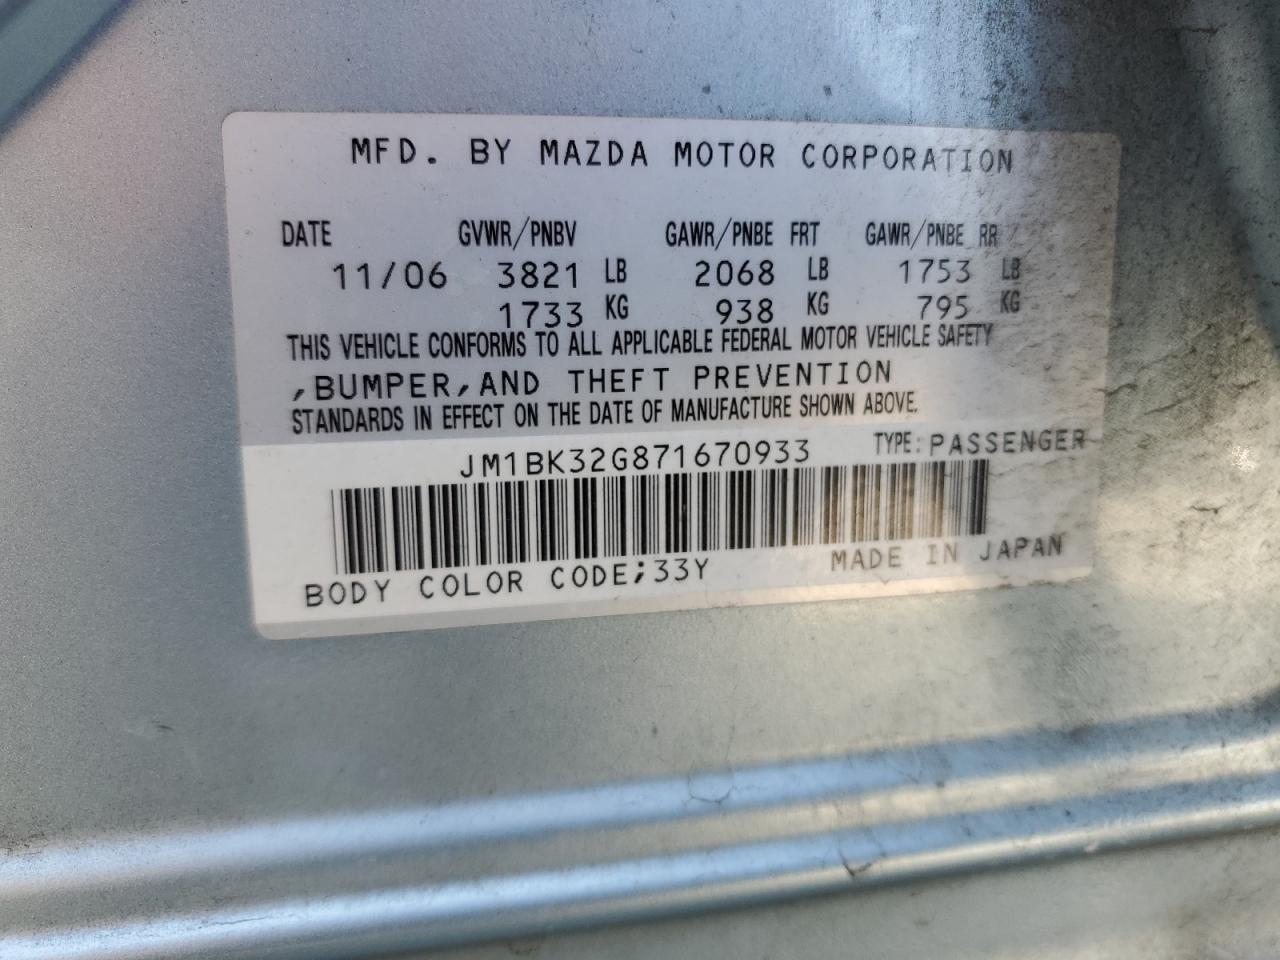 MFD. BY MAZDA MOTOR CORPORATION
DATE GVWR/PNBV GAWR/PNBE FRT GAWR/PNBE RR
11/06 3821 LB 2068 LB 1753 LB
1733 KG 938 KG 795 KG
THIS VEHICLE CONFORMS TO ALL APPLICABLE FEDERAL MOTOR VEHICLE SAFETY
,BUMPER,AND THEFT PREVENTION
STANDARDS IN EFFECT ON THE DATE OF MANUFACTURE SHOWN ABOVE.
JM1BK32G871670933 TYPE: PASSENGER
BODY COLOR CODE;33Y MADE IN JAPAN